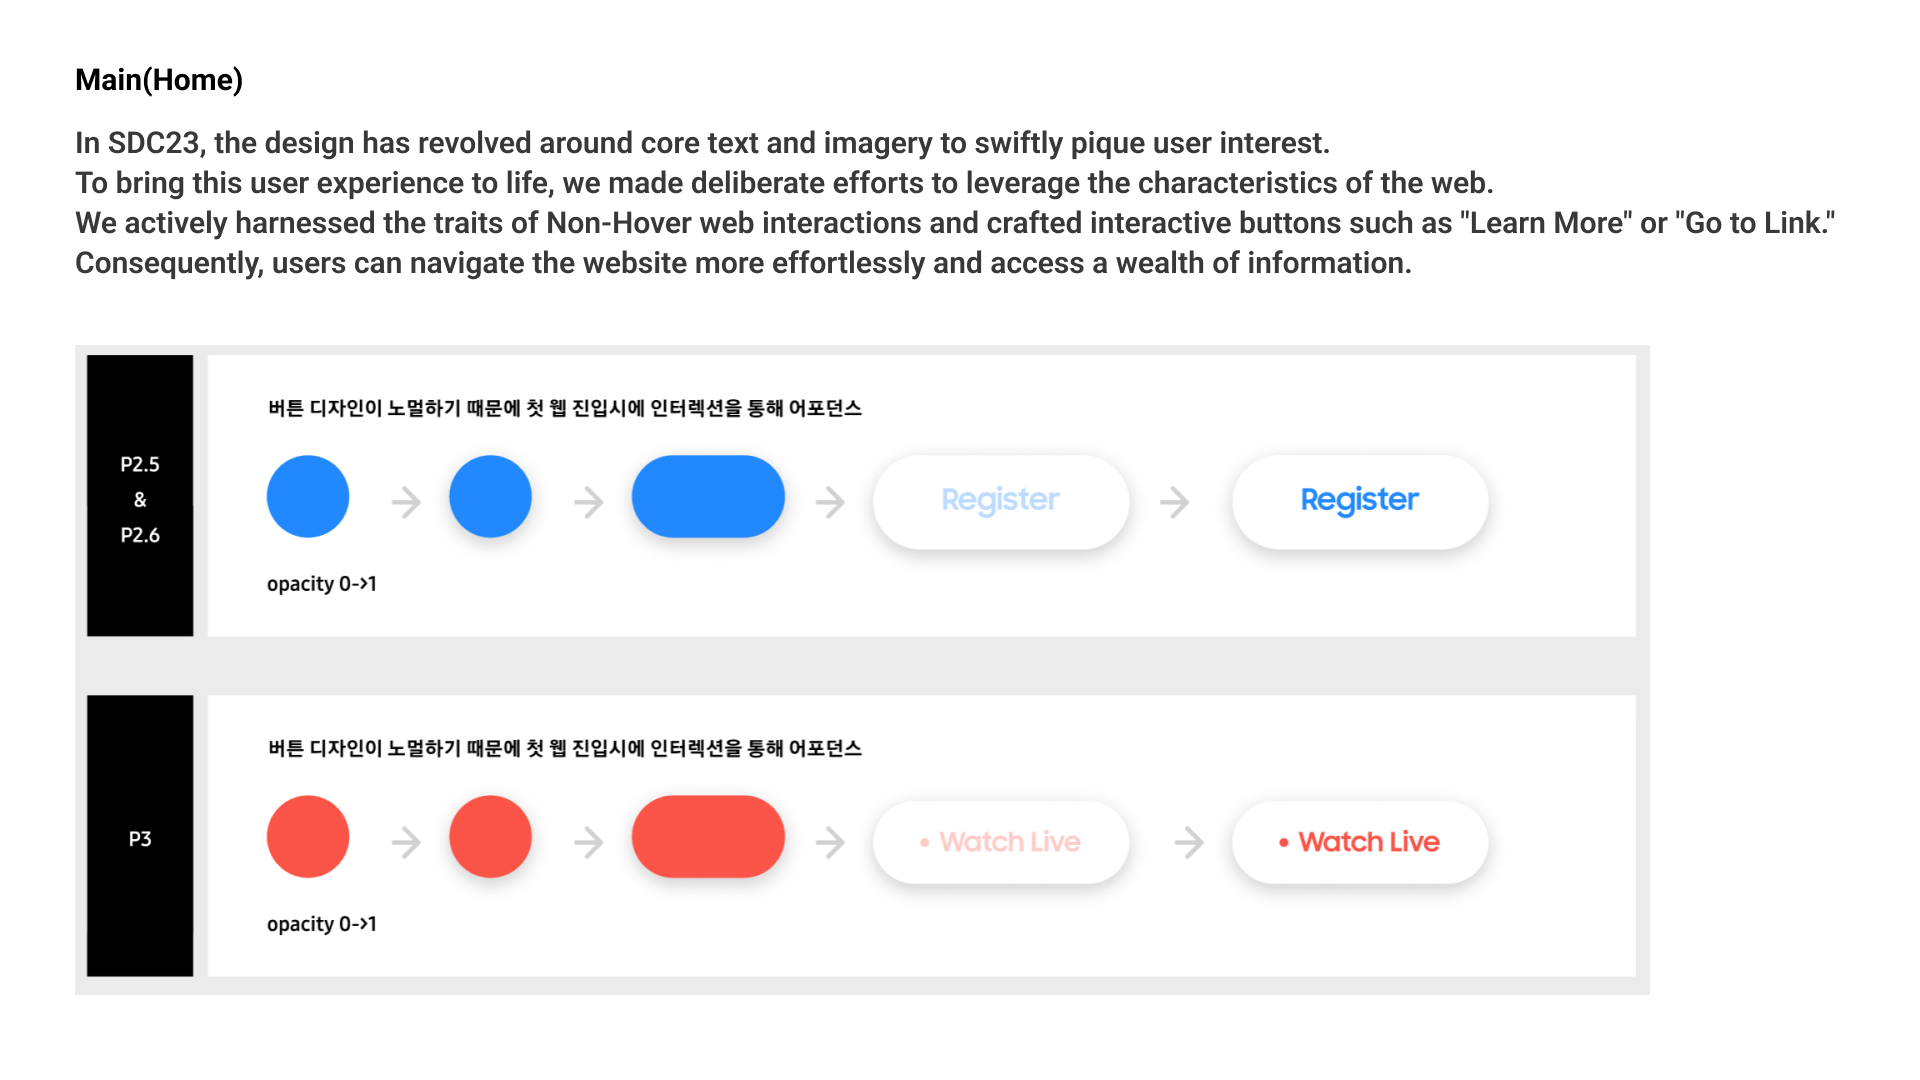 Main(Home)
In SDC23, the design has revolved around core text and imagery to swiftly pique user interest.
To bring this user experience to life, we made deliberate efforts to leverage the characteristics of the web.
We actively harnessed the traits of Non-Hover web interactions and crafted interactive buttons such as "Learn More" or "Go to Link."
Consequently, users can navigate the website more effortlessly and access a wealth of information.
P2.5
&
P2.6
버튼 디자인이 노멀하기 때문에 첫 웹 진입시에 인터렉션을 통해 어포던스
Register
Register
opacity 0->1
P3
버튼 디자인이 노멀하기 때문에 첫 웹 진입시에 인터렉션을 통해 어포던스
• Watch Live
• Watch Live
opacity 0->1